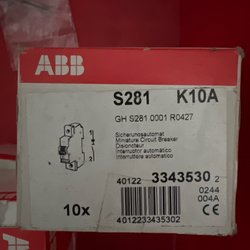 ABB
S281 K10A
GH S281 0001 R0427
Sicherungsautomat
Miniature Circuit Breaker
Disjoncteur
Interruptor automático
Interruttore automatico
40122 3343530 2
0244
004A
10x
4012233435302